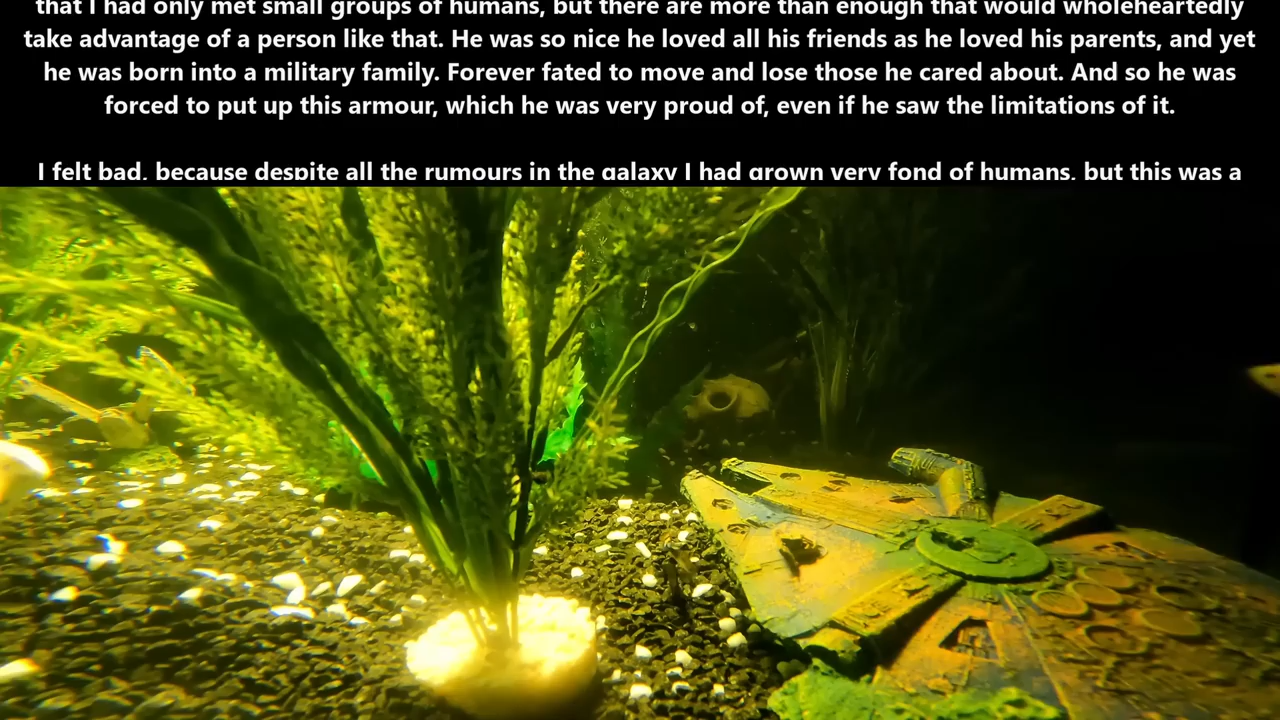 that I had only met small groups of humans, but there are more than enough that would wholeheartedly
take advantage of a person like that. He was so nice he loved all his friends as he loved his parents, and yet
he was born into a military family. Forever fated to move and lose those he cared about. And so he was
forced to put up this armour, which he was very proud of, even if he saw the limitations of it.
I felt bad, because despite all the rumours in the galaxy I had grown very fond of humans, but this was a